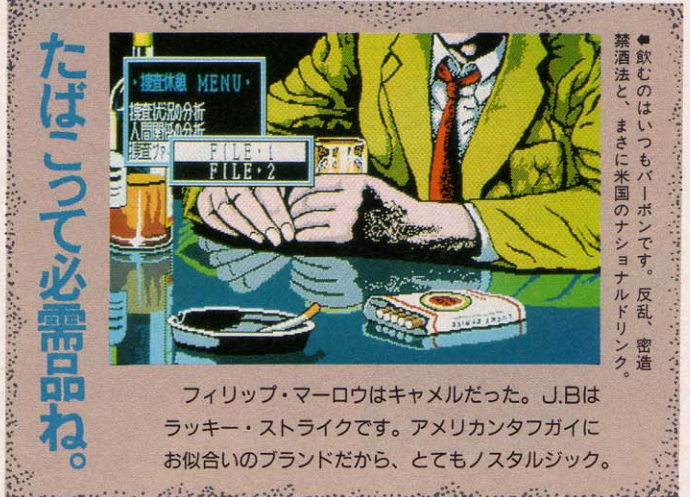 たばこって必需品ね。
・捜査休憩 MENU・
捜査状況の分析
人間関係の分析
捜査ファ
FILE・1
FILE・2
LUCKY STRIKE
飲むのはいつもバーボンです。反乱、密造
禁酒法と、まさに米国のナショナルドリンク。
フィリップ・マーロウはキャメルだった。J.Bは
ラッキー・ストライクです。アメリカンタフガイに
お似合いのブランドだから、とてもノスタルジック。